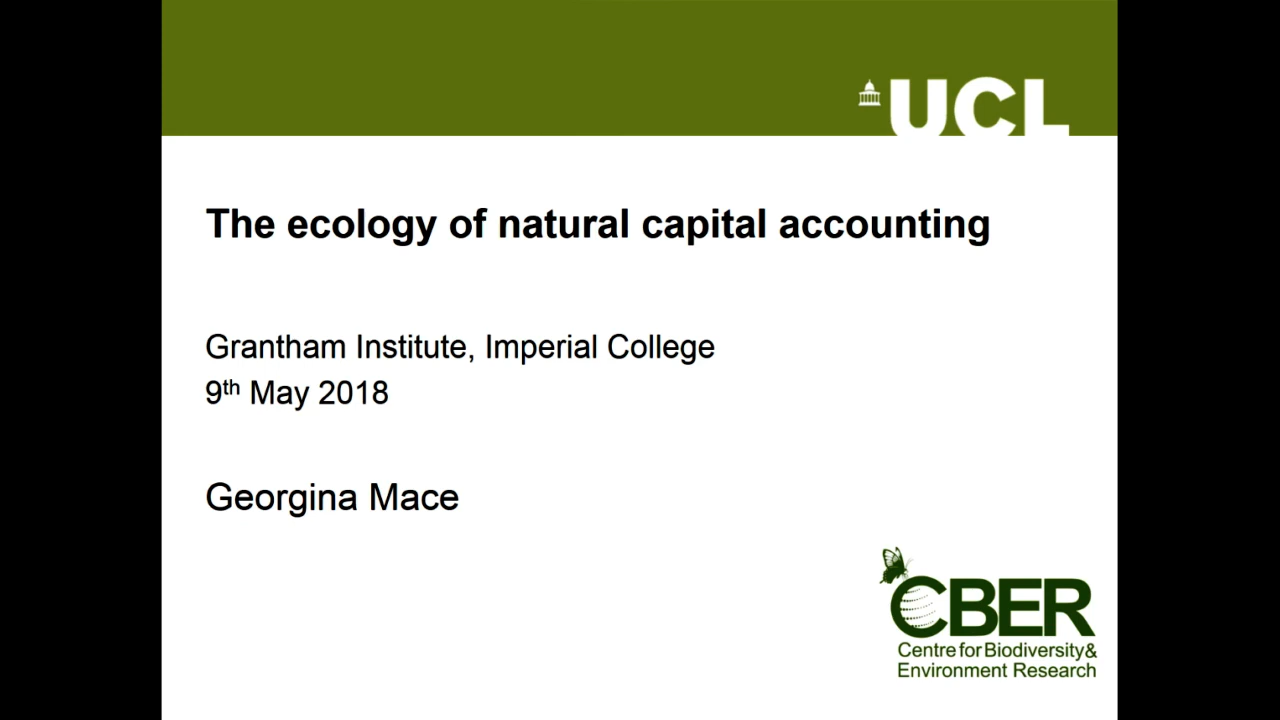 UCL
The ecology of natural capital accounting
Grantham Institute, Imperial College
9th May 2018
Georgina Mace
CBER
Centre for Biodiversity&
Environment Research